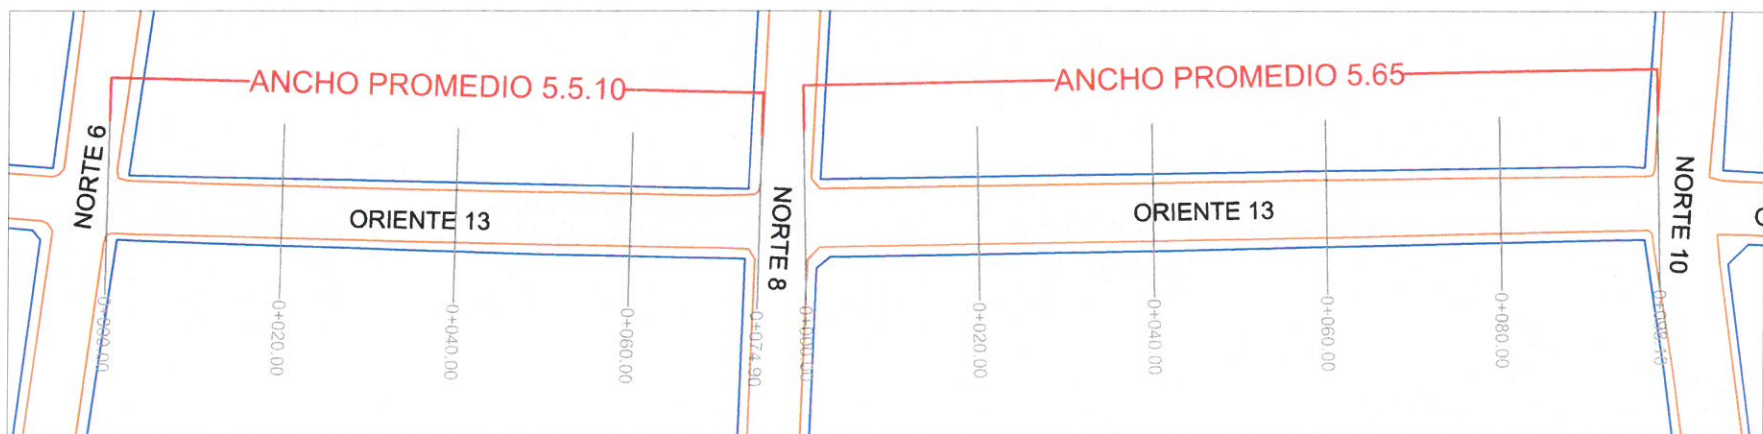 ANCHO PROMEDIO 5.5.10
ANCHO PROMEDIO 5.65
NORTE 6
ORIENTE 13
NORTE 8
ORIENTE 13
NORTE 10
0+000.00
0+020.00
0+040.00
0+060.00
0+074.90
0+000.00
0+020.00
0+040.00
0+060.00
0+080.00